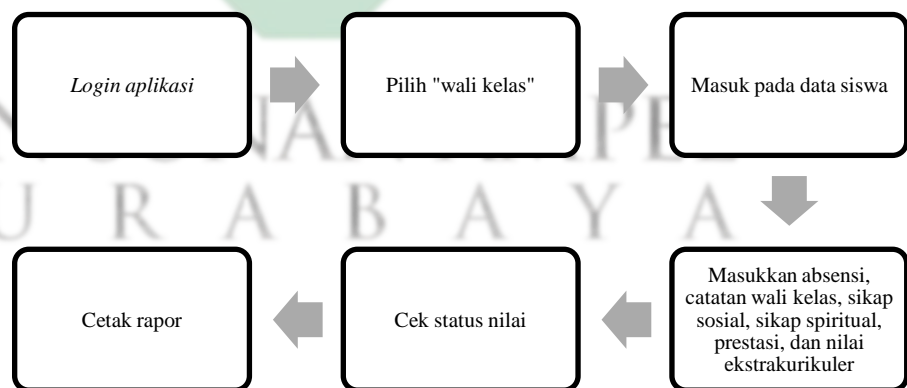 Login aplikasi
Pilih "wali kelas"
Masuk pada data siswa
Masukkan absensi,
catatan wali kelas, sikap
sosial, sikap spiritual,
prestasi, dan nilai
ekstrakurikuler
Cek status nilai
Cetak rapor
S U R A B A Y A